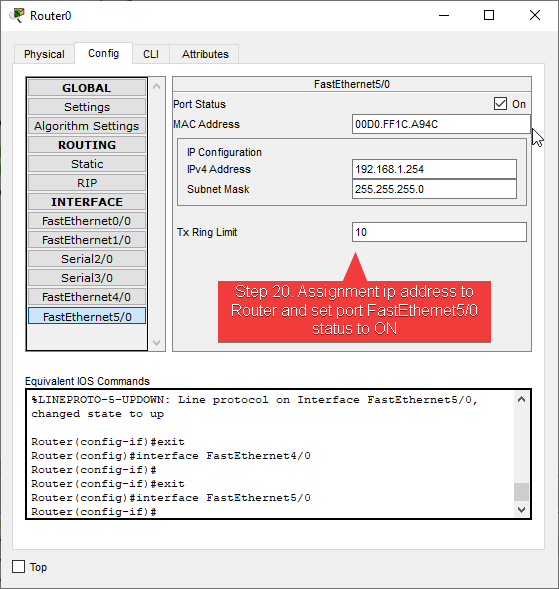 Router0
Physical
Config
CLI
Attributes
GLOBAL
Settings
Algorithm Settings
ROUTING
Static
RIP
INTERFACE
FastEthernet0/0
FastEthernet1/0
Serial2/0
Serial3/0
FastEthernet4/0
FastEthernet5/0
FastEthernet5/0
Port Status
On
MAC Address
00D0.FF1C.A94C
IP Configuration
IPv4 Address
192.168.1.254
Subnet Mask
255.255.255.0
Tx Ring Limit
10
Step 20. Assignment ip address to
Router and set port FastEthernet5/0
status to ON
Equivalent IOS Commands
%LINEPROTO-5-UPDOWN: Line protocol on Interface FastEthernet5/0,
changed state to up
Router(config-if)#exit
Router(config)#interface FastEthernet4/0
Router(config-if)#
Router(config-if)#exit
Router(config)#interface FastEthernet5/0
Router(config-if)#
Top